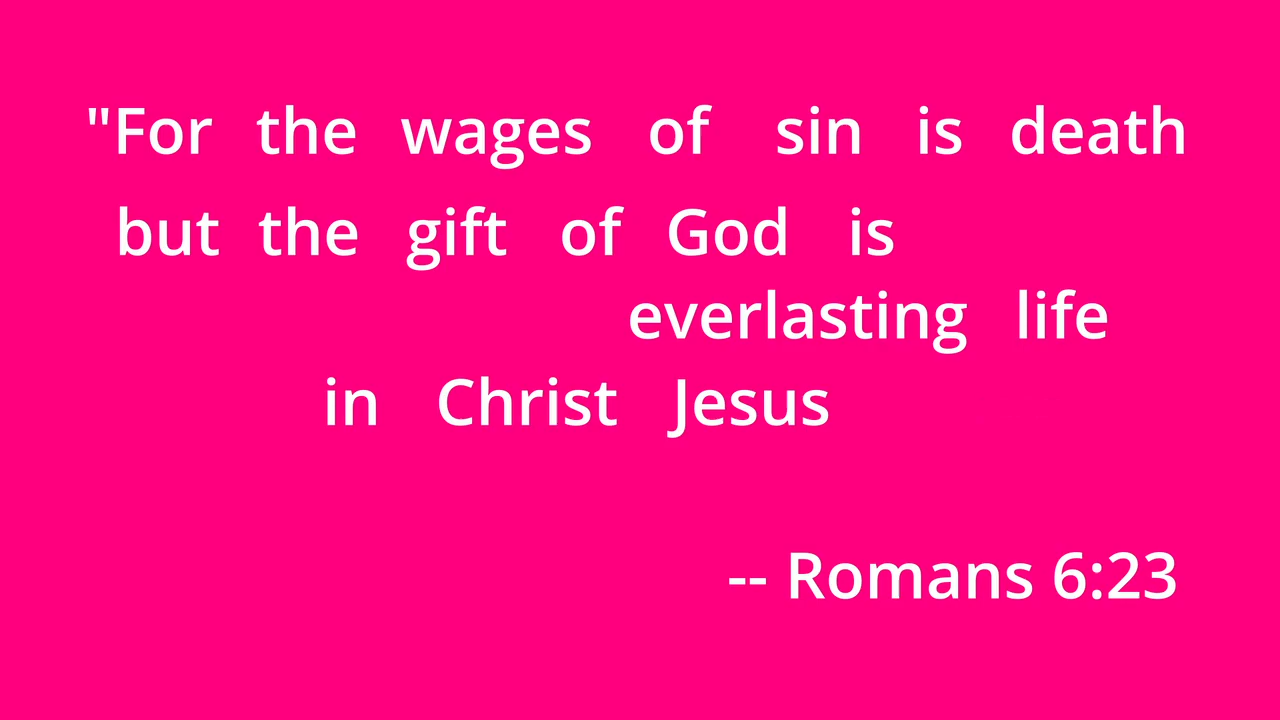 "For the wages of sin is death
but the gift of God is
everlasting life
in Christ Jesus
-- Romans 6:23